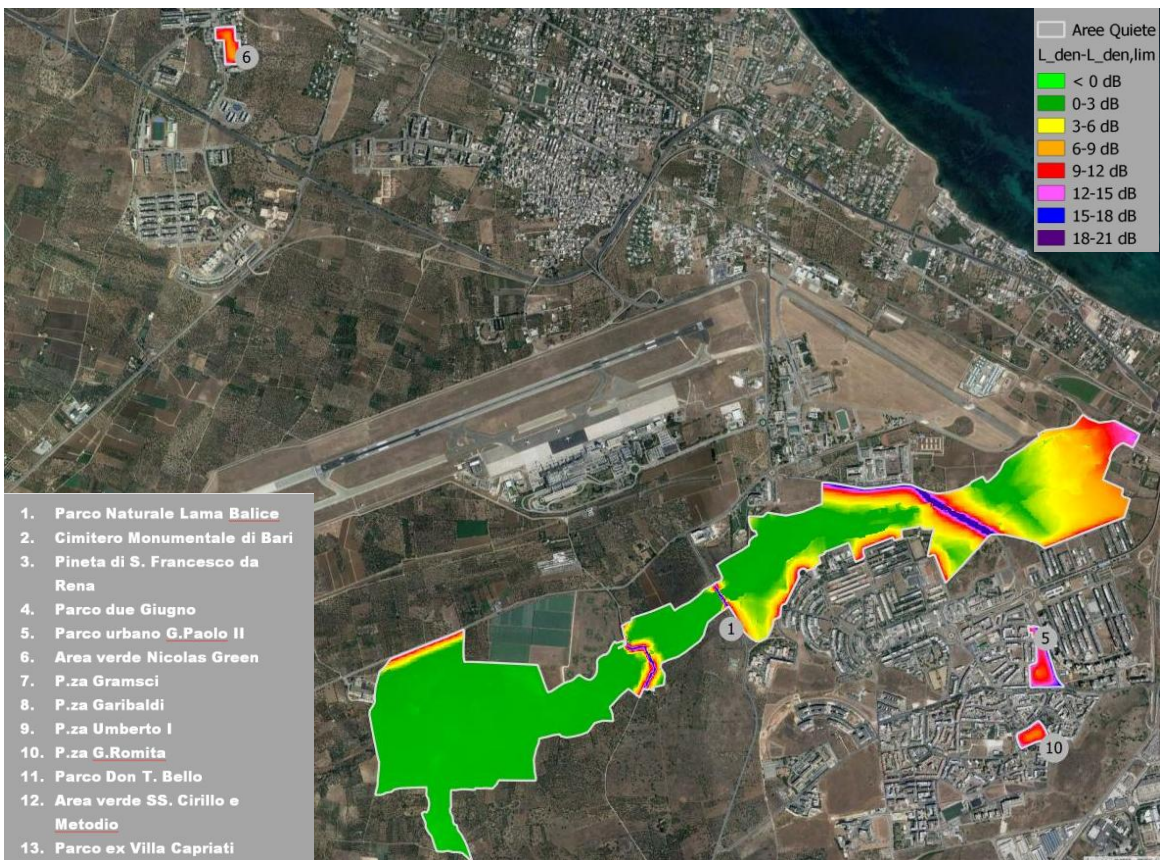 6
Aree Quiete
L_den-L_den,lim
< 0 dB
0-3 dB
3-6 dB
6-9 dB
9-12 dB
12-15 dB
15-18 dB
18-21 dB
1. Parco Naturale Lama Balice
2. Cimitero Monumentale di Bari
3. Pineta di S. Francesco da
Rena
4. Parco due Giugno
5. Parco urbano G.Paolo II
6. Area verde Nicolas Green
7. P.za Gramsci
8. P.za Garibaldi
9. P.za Umberto I
10. P.za G.Romita
11. Parco Don T. Bello
12. Area verde SS. Cirillo e
Metodio
13. Parco ex Villa Capriati
1
5
10